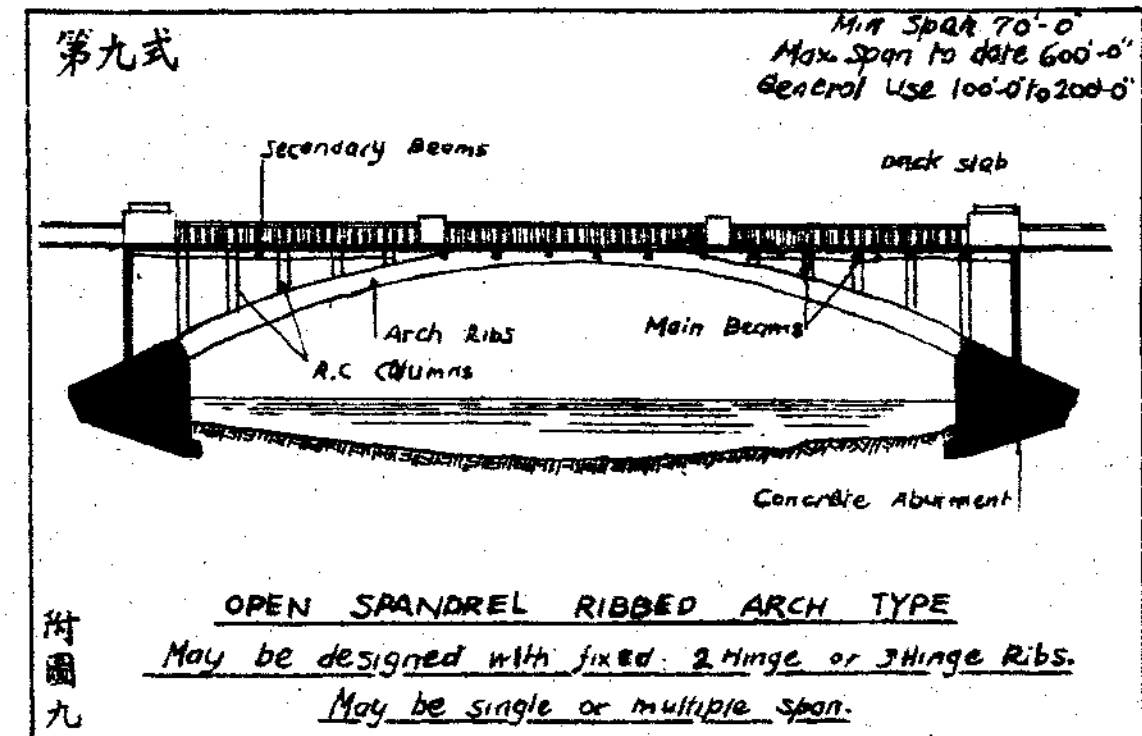 第九式
Min Span 70'-0"
Max. Span to date 600'-0"
General Use 100'-0" to 200'-0"
Secondary Beams
Deck Slab
Arch Ribs
Main Beams
R.C Columns
Concrete Abutment
OPEN SPANDREL RIBBED ARCH TYPE
May be designed with fixed. 2 Hinge or 3 Hinge Ribs.
May be single or multiple span.
附圖九